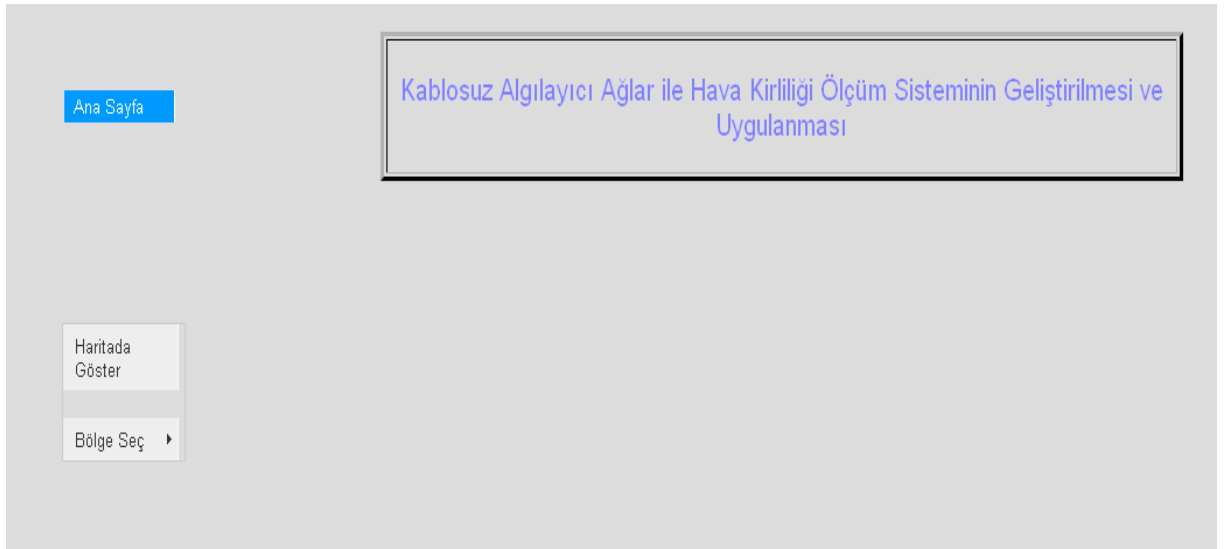 Kablosuz Algılayıcı Ağlar ile Hava Kirliliği Ölçüm Sisteminin Geliştirilmesi ve
Uygulanması
Ana Sayfa
Haritada
Göster
Bölge Seç